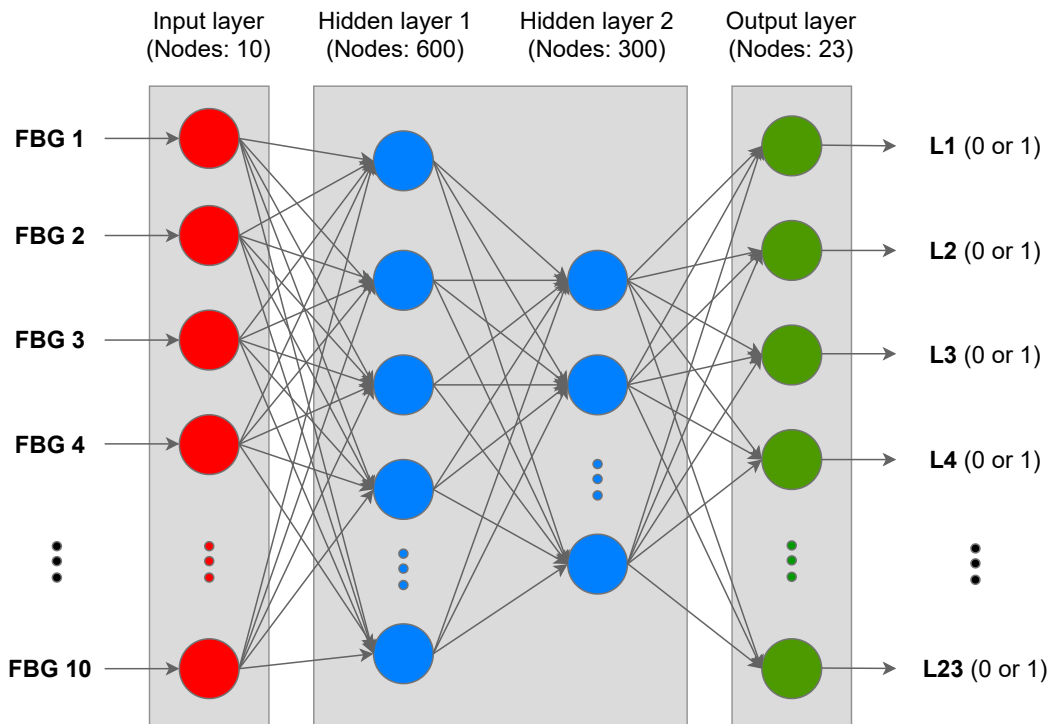 Input layer
(Nodes: 10)
Hidden layer 1
(Nodes: 600)
Hidden layer 2
(Nodes: 300)
Output layer
(Nodes: 23)
FBG 1
L1 (0 or 1)
FBG 2
L2 (0 or 1)
FBG 3
L3 (0 or 1)
FBG 4
L4 (0 or 1)
FBG 10
L23 (0 or 1)